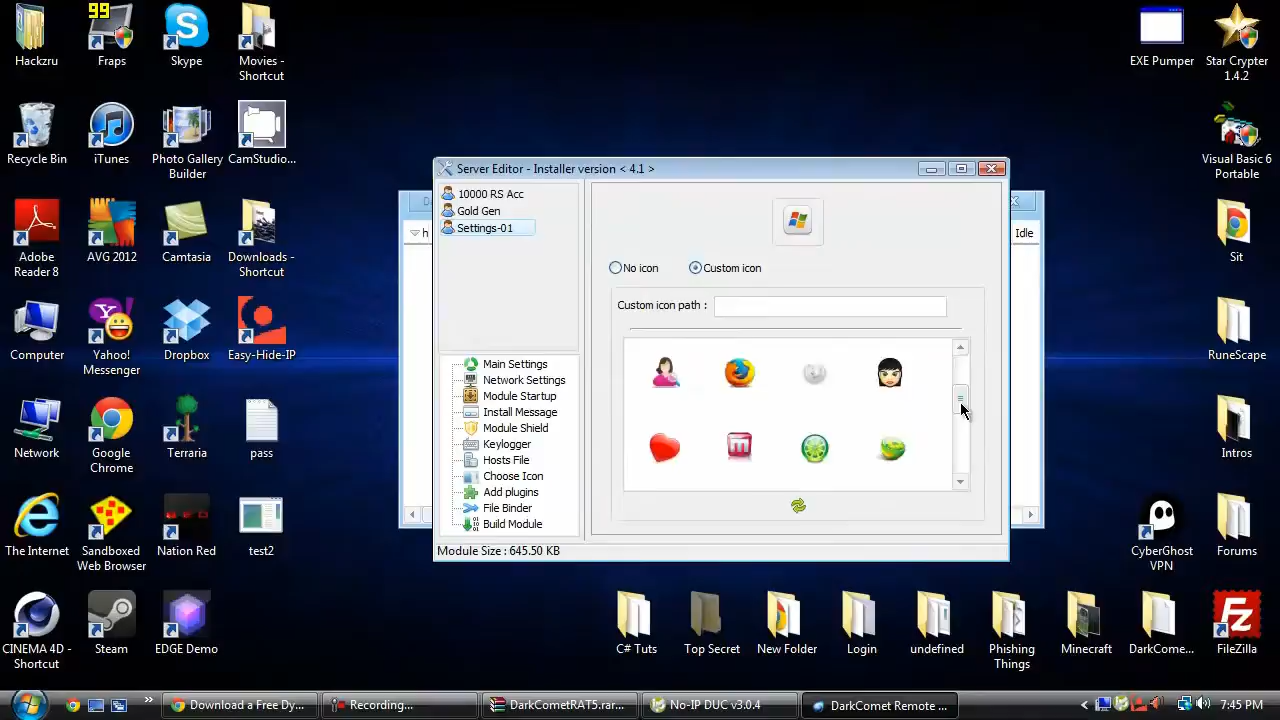 99
Hackzru
Fraps
Skype
Movies -
Shortcut
EXE Pumper
Star Crypter
1.4.2
Recycle Bin
iTunes
Photo Gallery
Builder
CamStudio...
Visual Basic 6
Portable
Adobe
Reader 8
AVG 2012
Camtasia
Downloads -
Shortcut
Sit
Computer
Yahoo!
Messenger
Dropbox
Easy-Hide-IP
RuneScape
Network
Google
Chrome
Terraria
pass
Intros
The Internet
Sandboxed
Web Browser
Nation Red
test2
CyberGhost
VPN
Forums
CINEMA 4D -
Shortcut
Steam
EDGE Demo
C# Tuts
Top Secret
New Folder
Login
undefined
Phishing
Things
Minecraft
DarkCome...
FileZilla
Server Editor - Installer version < 4.1 >
10000 RS Acc
Gold Gen
Settings-01
Idle
No icon
Custom icon
Custom icon path :
Main Settings
Network Settings
Module Startup
Install Message
Module Shield
Keylogger
Hosts File
Choose Icon
Add plugins
File Binder
Build Module
Module Size : 645.50 KB
Download a Free Dy...
Recording...
DarkCometRAT5.rar...
No-IP DUC v3.0.4
DarkComet Remote ...
7:45 PM